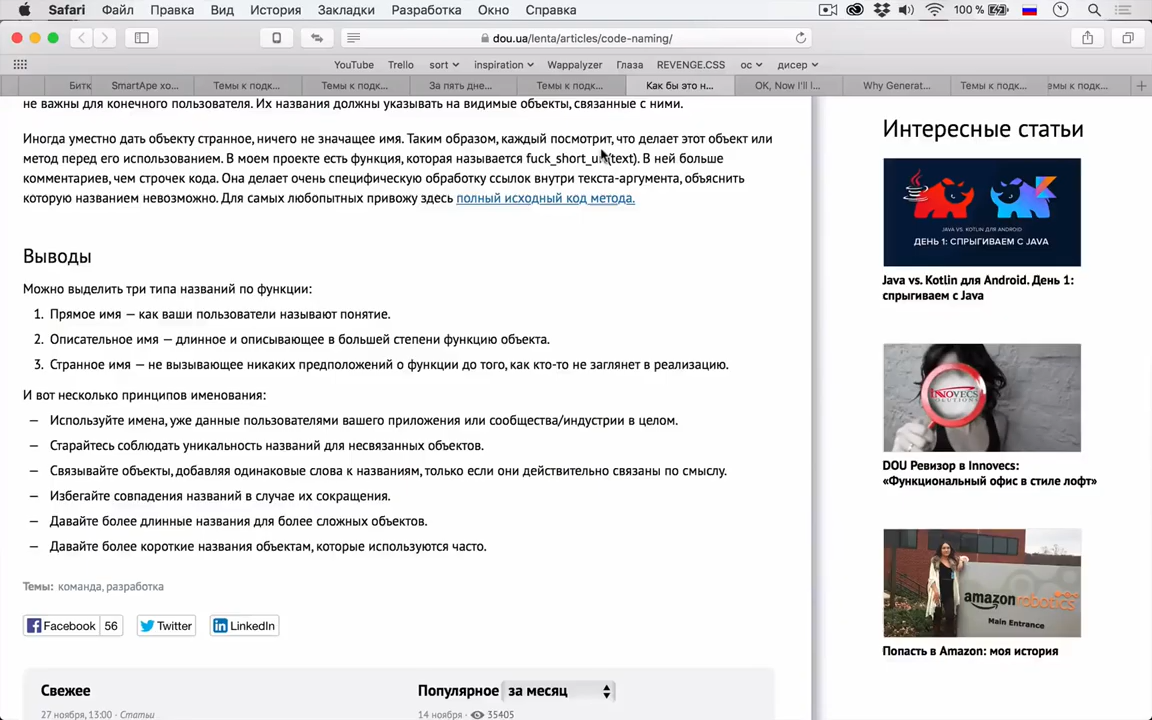 Safari Файл Правка Вид История Закладки Разработка Окно Справка 100 %
dou.ua/lenta/articles/code-naming/
YouTube Trello sort inspiration Wappalyzer Глаза REVENGE.CSS ос дисер
Битк SmartApe хо... Темы к подк... Темы к подк... За пять дне... Темы к подк... Как бы это н... OK, Now I'll I... Why Generat... Темы к подк... емы к подк...
не важны для конечного пользователя. Их названия должны указывать на видимые объекты, связанные с ними.
Иногда уместно дать объекту странное, ничего не значащее имя. Таким образом, каждый посмотрит, что делает этот объект или
метод перед его использованием. В моем проекте есть функция, которая называется fuck_short_url(text). В ней больше
комментариев, чем строчек кода. Она делает очень специфическую обработку ссылок внутри текста-аргумента, объяснить
которую названием невозможно. Для самых любопытных привожу здесь полный исходный код метода.
Выводы
Можно выделить три типа названий по функции:
1. Прямое имя — как ваши пользователи называют понятие.
2. Описательное имя — длинное и описывающее в большей степени функцию объекта.
3. Странное имя — не вызывающее никаких предположений о функции до того, как кто-то не заглянет в реализацию.
И вот несколько принципов именования:
— Используйте имена, уже данные пользователями вашего приложения или сообщества/индустрии в целом.
— Старайтесь соблюдать уникальность названий для несвязанных объектов.
— Связывайте объекты, добавляя одинаковые слова к названиям, только если они действительно связаны по смыслу.
— Избегайте совпадения названий в случае их сокращения.
— Давайте более длинные названия для более сложных объектов.
— Давайте более короткие названия объектам, которые используются часто.
Темы: команда, разработка
Facebook 56 Twitter LinkedIn
Свежее
27 ноября, 13:00 · Статьи
Популярное за месяц
14 ноября · 35405
Интересные статьи
JAVA VS. KOTLIN ДЛЯ ANDROID
ДЕНЬ 1: СПРЫГИВАЕМ С JAVA
Java vs. Kotlin для Android. День 1:
спрыгиваем с Java
INNOVECS
SOLUTIONS
DOU Ревизор в Innovecs:
«Функциональный офис в стиле лофт»
amazonrobotics
Main Entrance
Попасть в Amazon: моя история